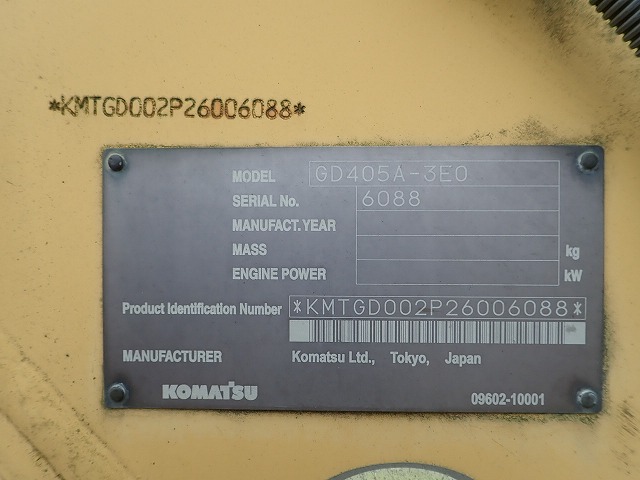 *KMTGD002P26006088*
MODEL GD405A-3E0
SERIAL No. 6088
MANUFACT. YEAR
MASS kg
ENGINE POWER kW
Product Identification Number *KMTGD002P26006088*
MANUFACTURER Komatsu Ltd., Tokyo, Japan
KOMATSU 09602-10001